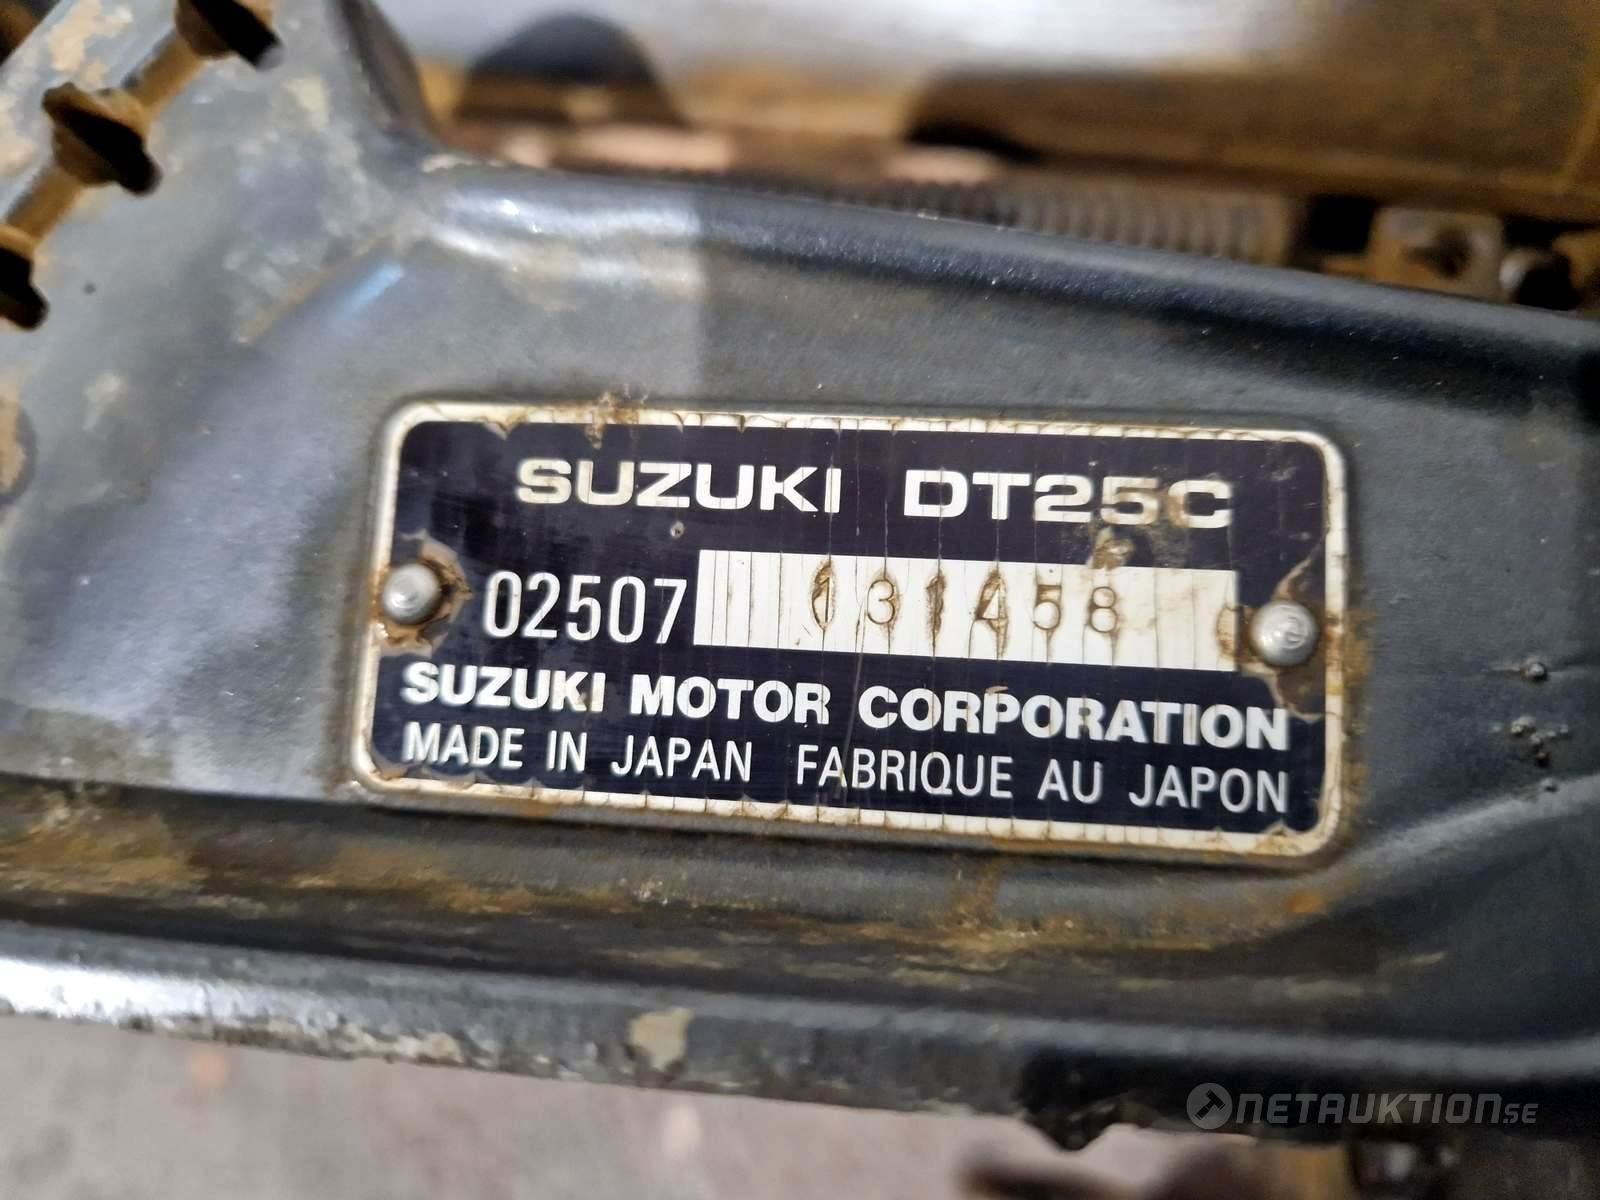 SUZUKI DT25C
02507 131458
SUZUKI MOTOR CORPORATION
MADE IN JAPAN FABRIQUE AU JAPON
NETAUKTION.SE